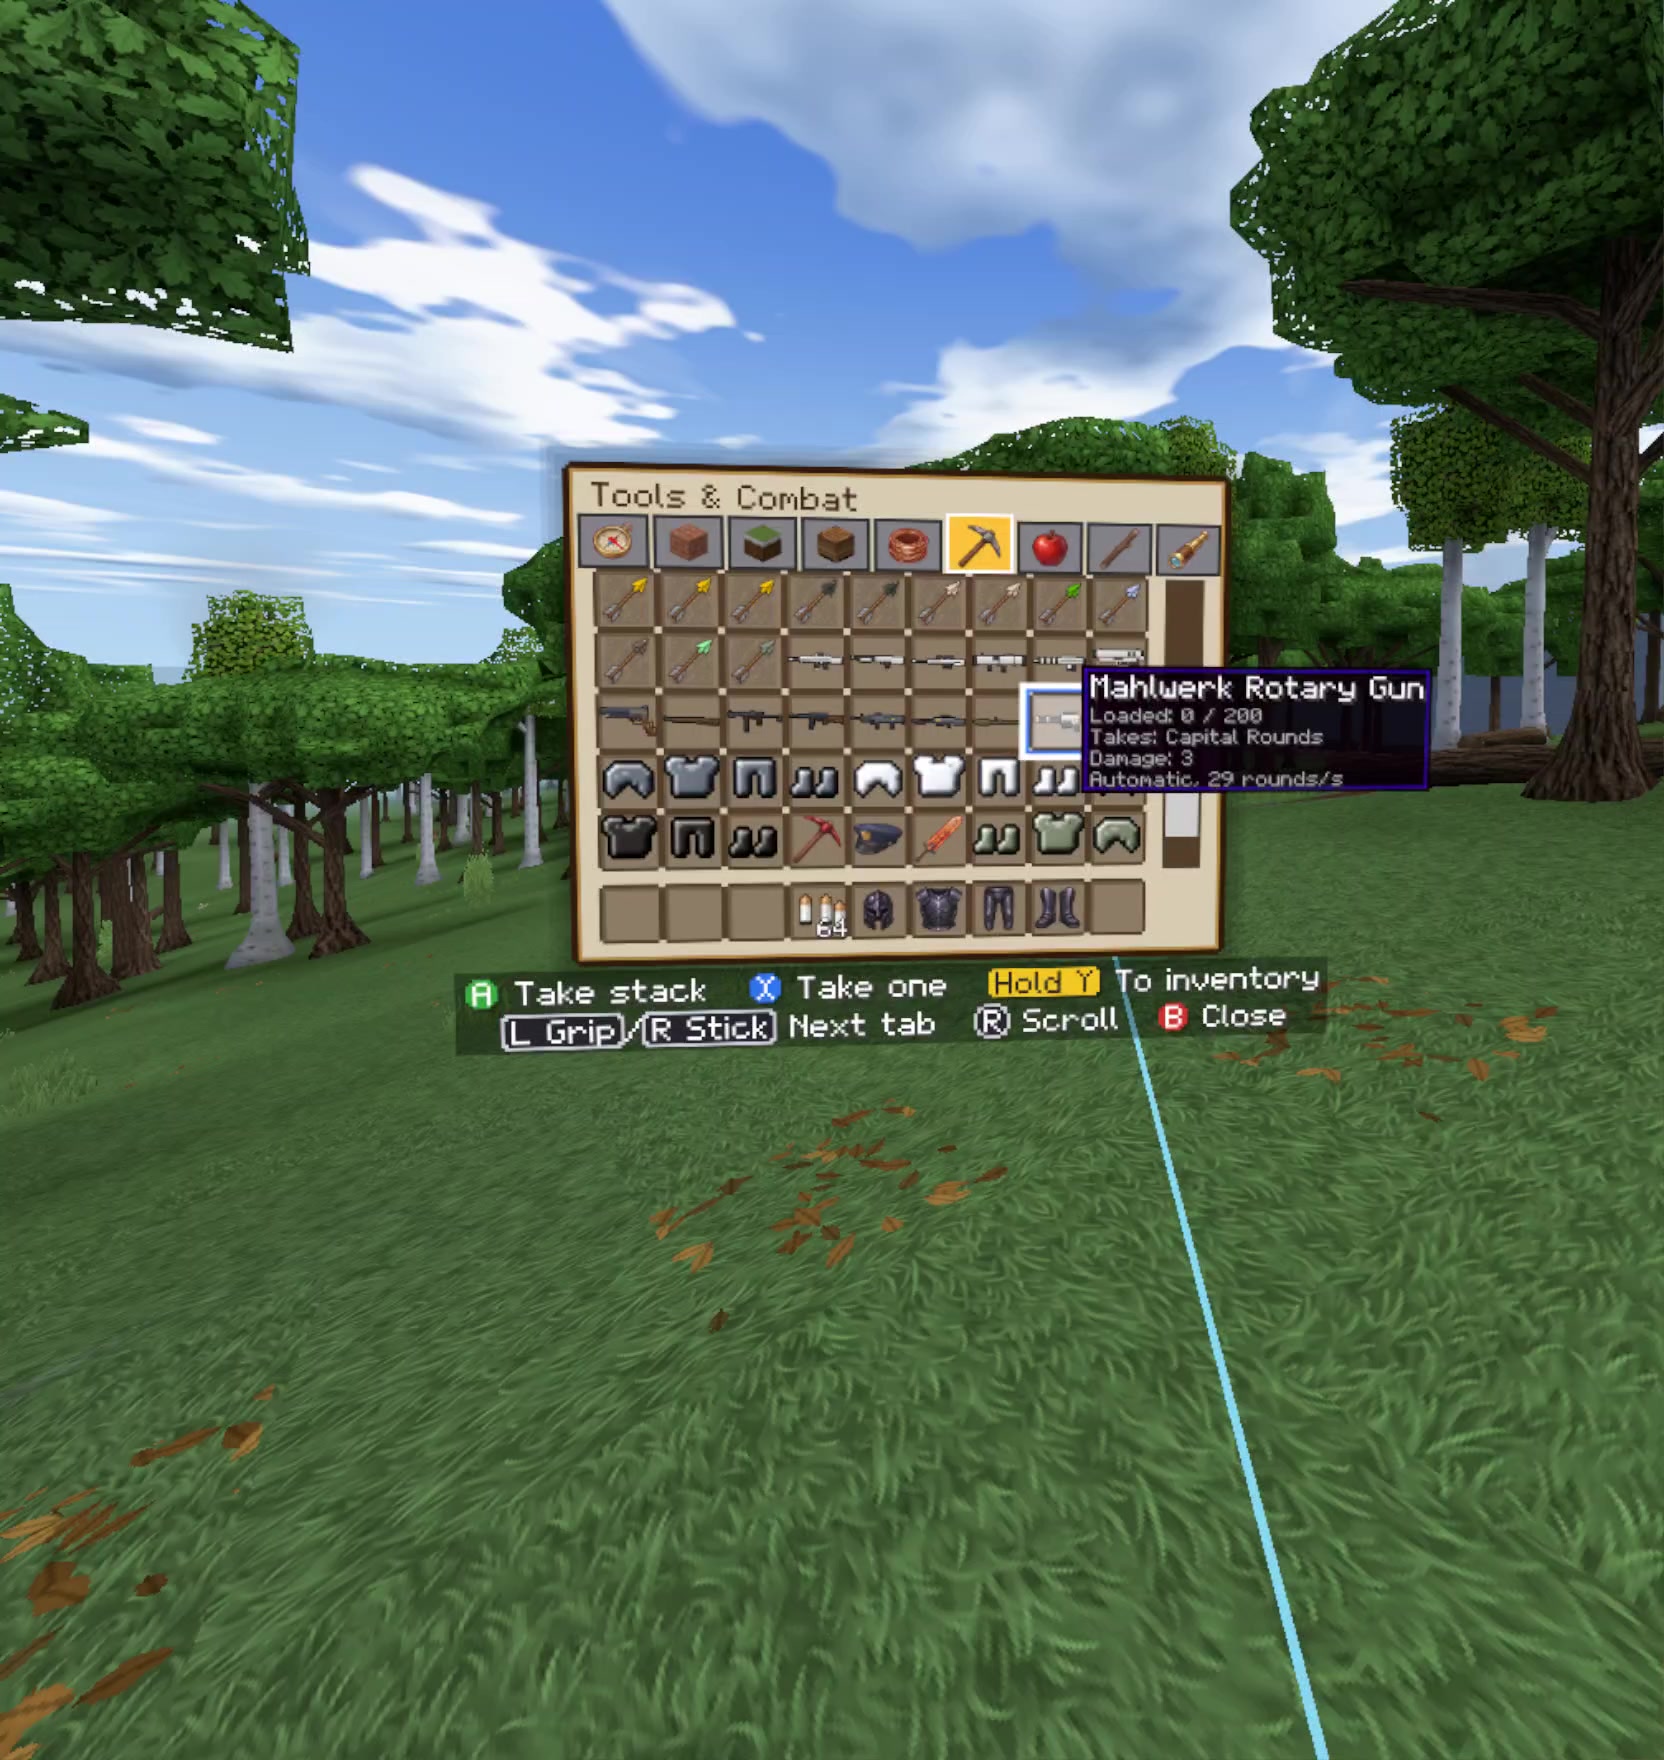 Tools & Combat
Mahlwerk Rotary Gun
Loaded: 0 / 200
Takes: Capital Rounds
Damage: 3
Automatic, 29 rounds/s
64
A Take stack X Take one Hold Y To inventory
L Grip/R Stick Next tab R Scroll B Close